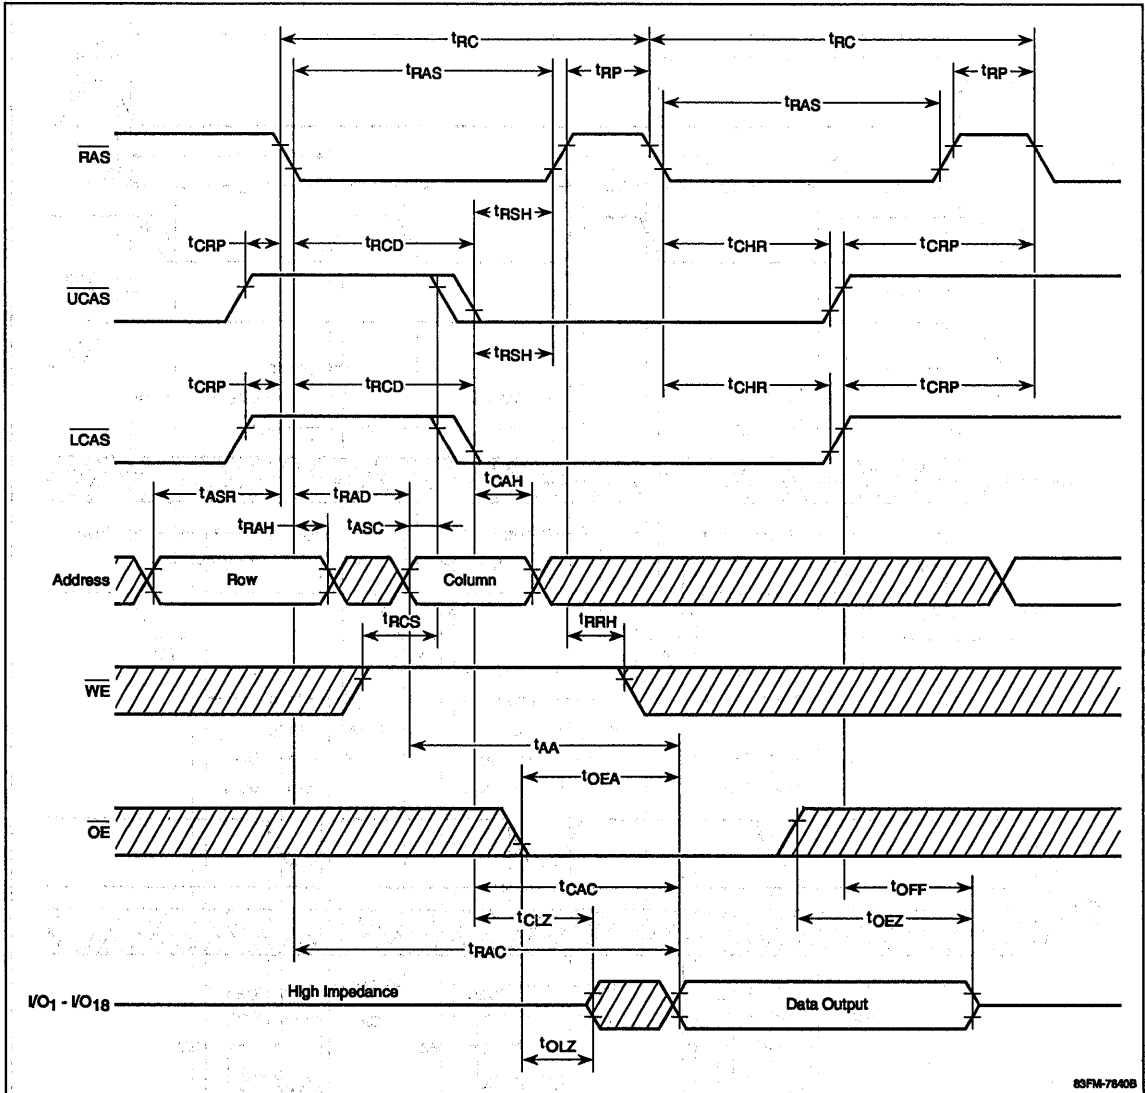 tRC tRC
tRAS tRP tRP
tRAS
RAS
tRSH
tCRP tRCD tCHR tCRP
UCAS
tRSH
tCRP tRCD tCHR tCRP
LCAS
tCAH
tASR tRAD
tRAH tASC
Address Row Column
tRCS tRRH
WE
tAA
tOEA
OE
tCAC tOFF
tCLZ tOEZ
tRAC
High Impedance
I/O1 - I/O18 Data Output
tOLZ
83FM-7840B